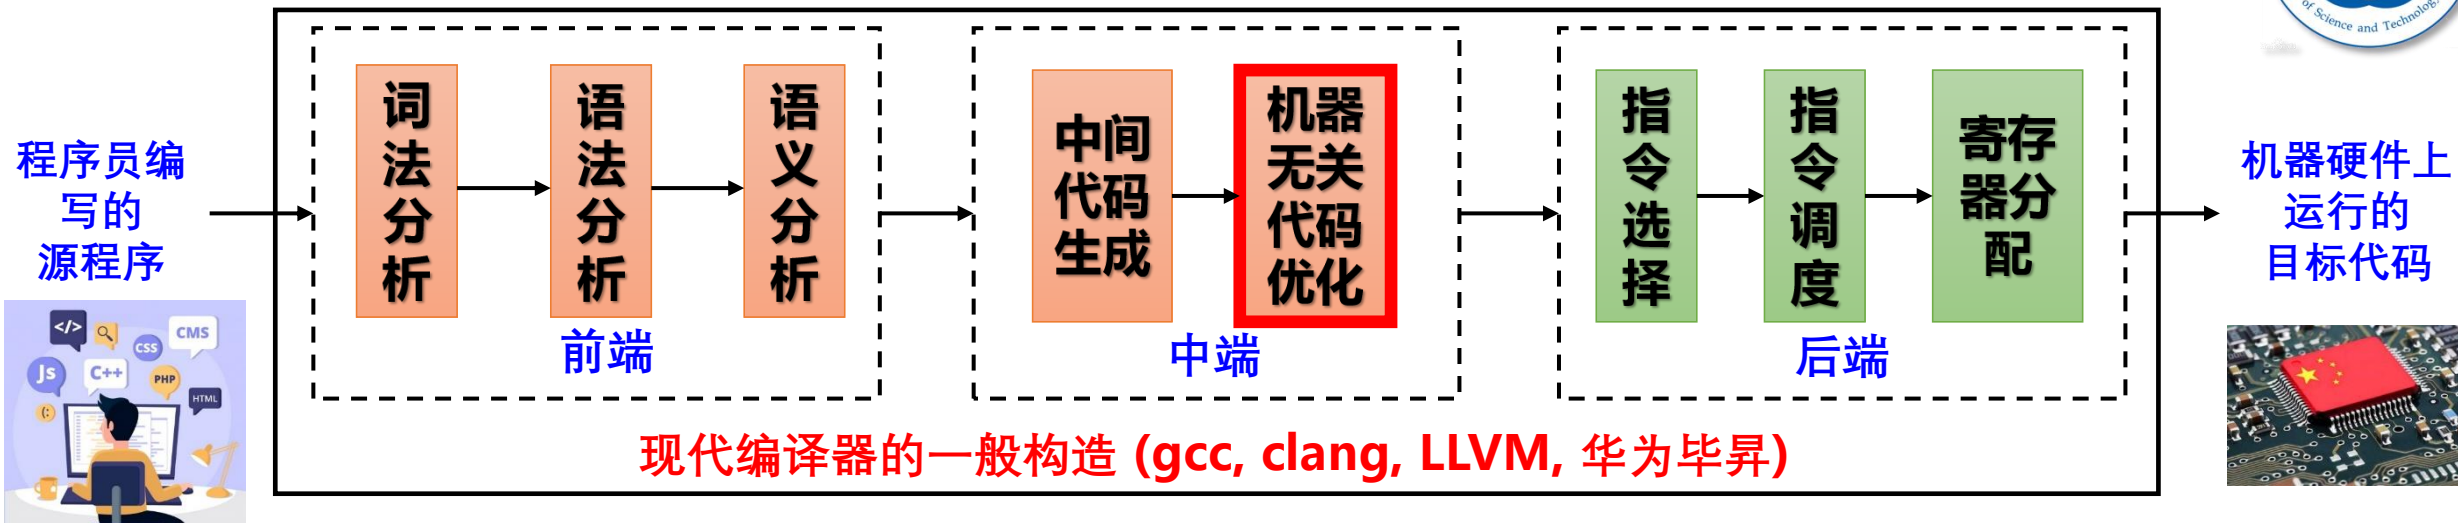 of Science and Technology
程序员编
写的
源程序
词
法
分
析
语
法
分
析
语
义
分
析
前端
中间
代码
生成
机器
无关
代码
优化
中端
指
令
选
择
指
令
调
度
寄存
器分
配
后端
机器硬件上
运行的
目标代码
</>
CMS
CSS
Js
C++
PHP
HTML
{:
现代编译器的一般构造 (gcc, clang, LLVM, 华为毕昇)